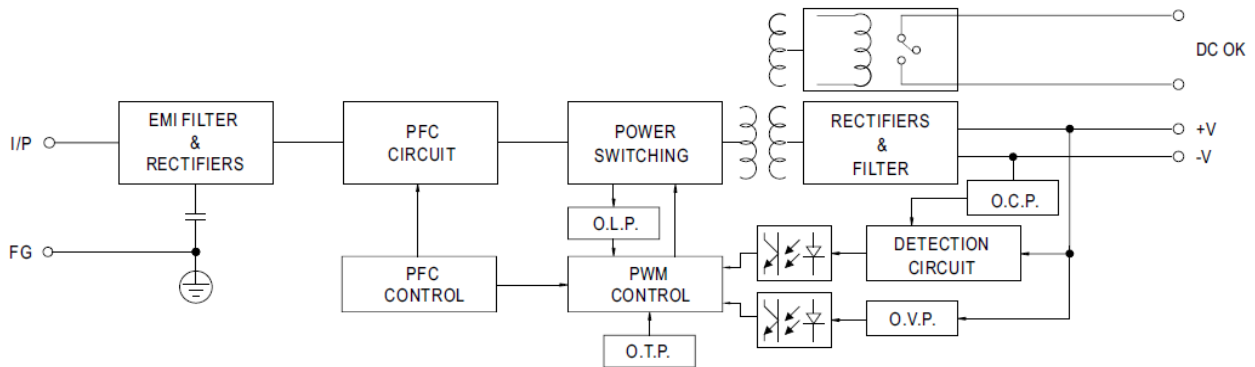 DC OK
I/P
EMI FILTER
&
RECTIFIERS
PFC
CIRCUIT
POWER
SWITCHING
RECTIFIERS
&
FILTER
+V
-V
O.C.P.
O.L.P.
DETECTION
CIRCUIT
FG
PFC
CONTROL
PWM
CONTROL
O.V.P.
O.T.P.